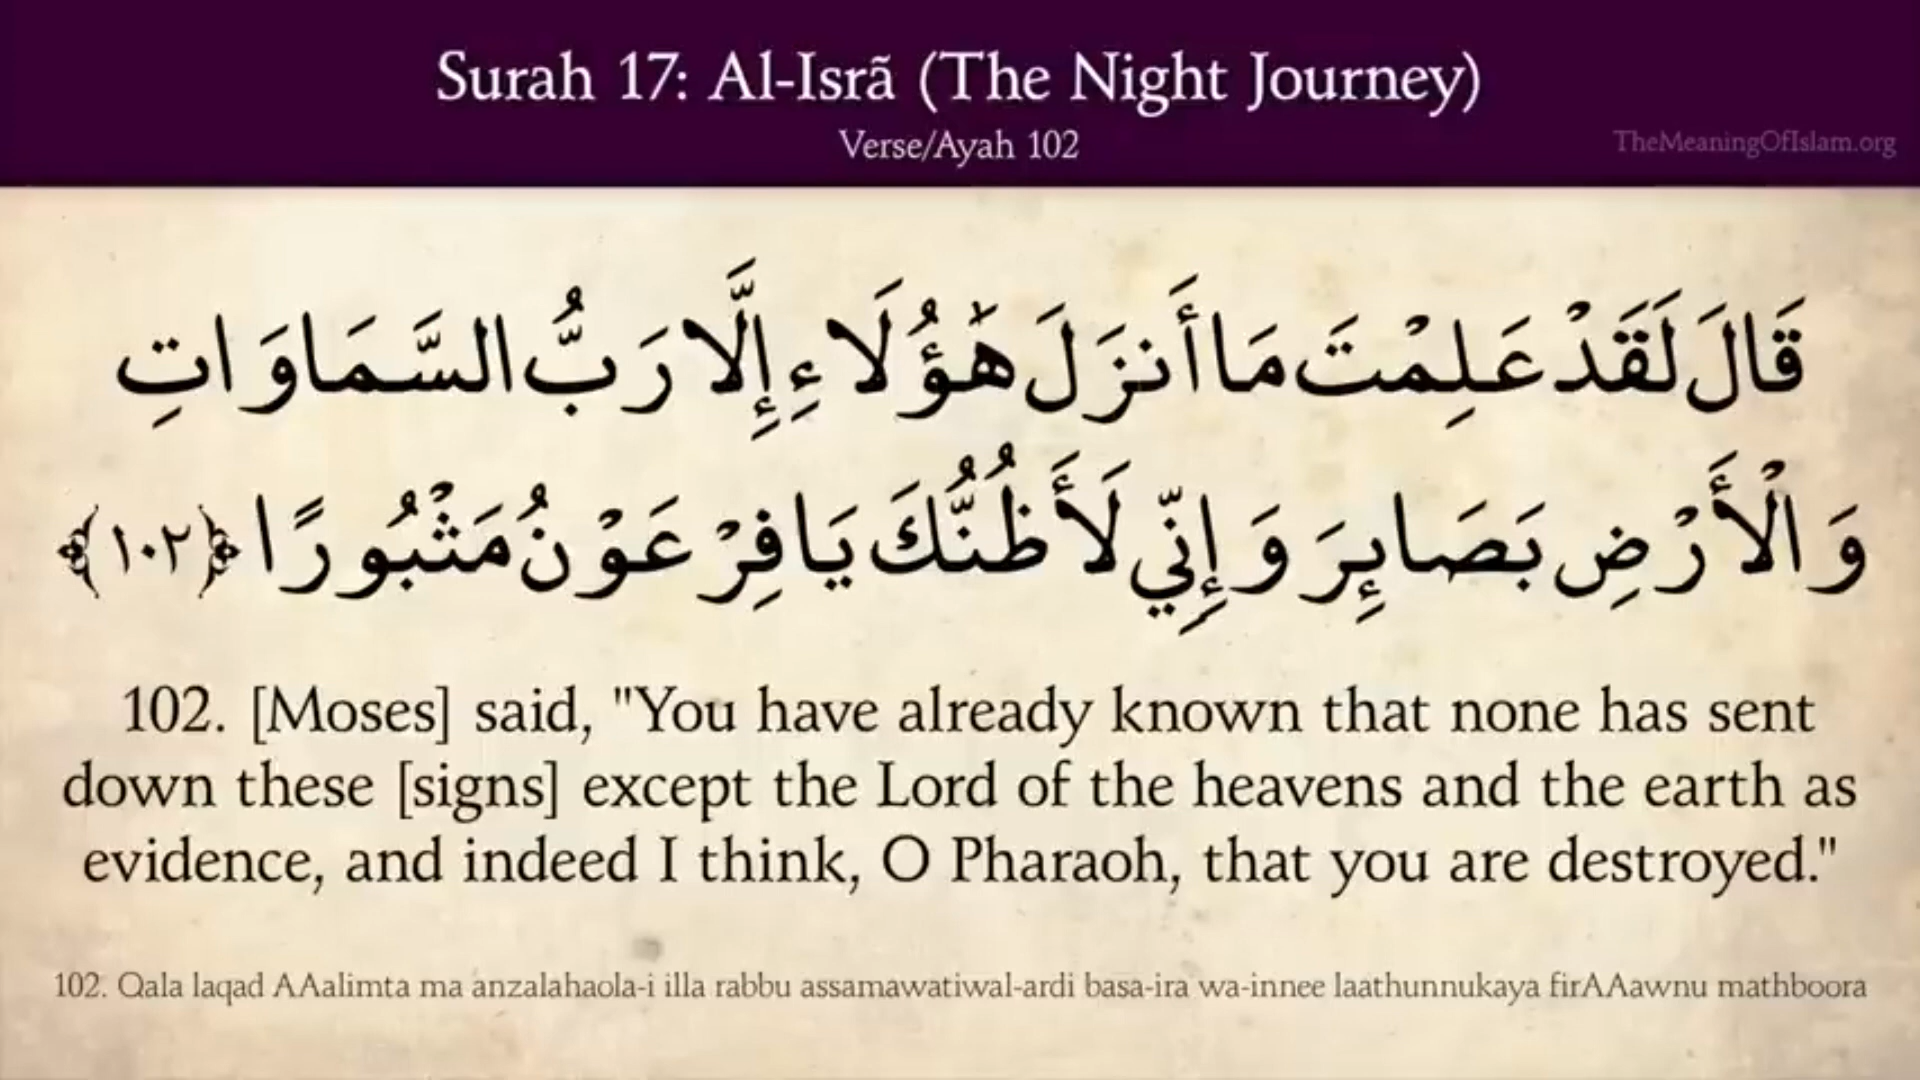 Surah 17: Al-Isrã (The Night Journey)
Verse/Ayah 102
TheMeaningOfIslam.org
قَالَ لَقَدْ عَلِمْتَ مَا أَنزَلَ هَٰؤُلَاءِ إِلَّا رَبُّ السَّمَاوَاتِ
وَالْأَرْضِ بَصَائِرَ وَإِنِّي لَأَظُنُّكَ يَا فِرْعَوْنُ مَثْبُورًا ﴿١٠٢﴾
102. [Moses] said, "You have already known that none has sent
down these [signs] except the Lord of the heavens and the earth as
evidence, and indeed I think, O Pharaoh, that you are destroyed."
102. Qala laqad AAalimta ma anzalahaola-i illa rabbu assamawatiwal-ardi basa-ira wa-innee laathunnukaya firAAawnu mathboora